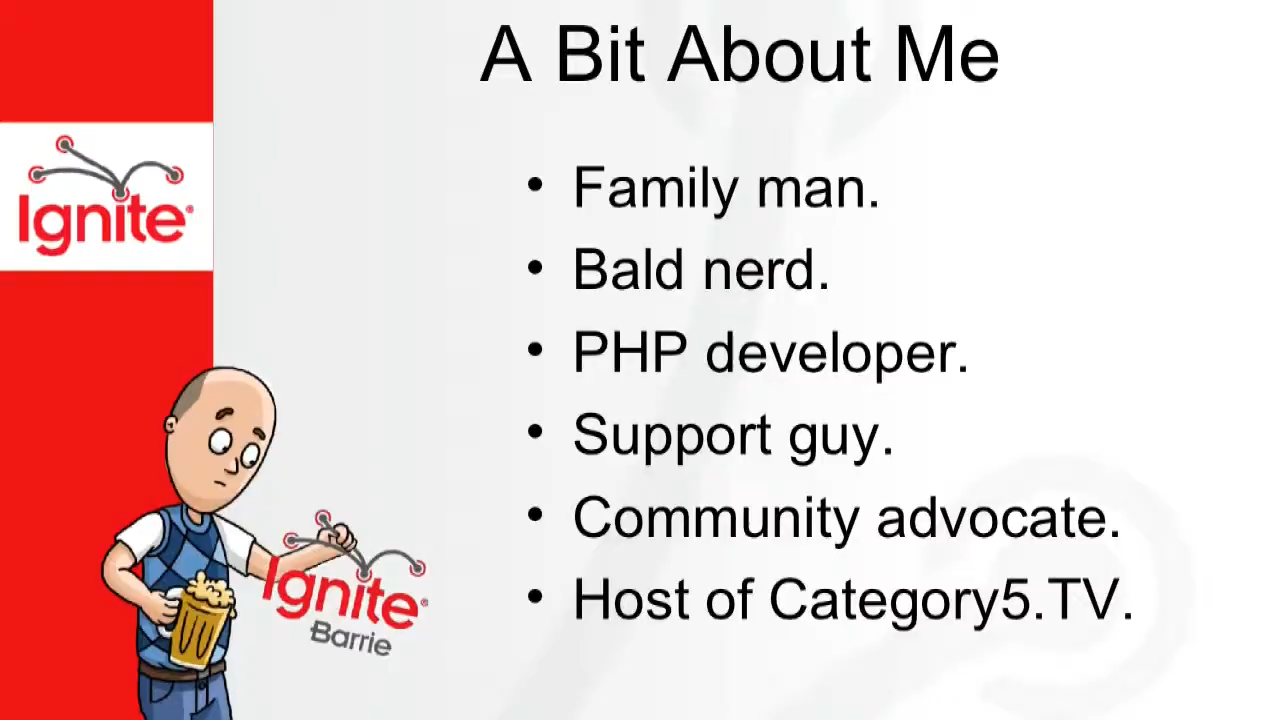 A Bit About Me
Ignite
• Family man.
• Bald nerd.
• PHP developer.
• Support guy.
• Community advocate.
• Host of Category5.TV.
Ignite
Barrie